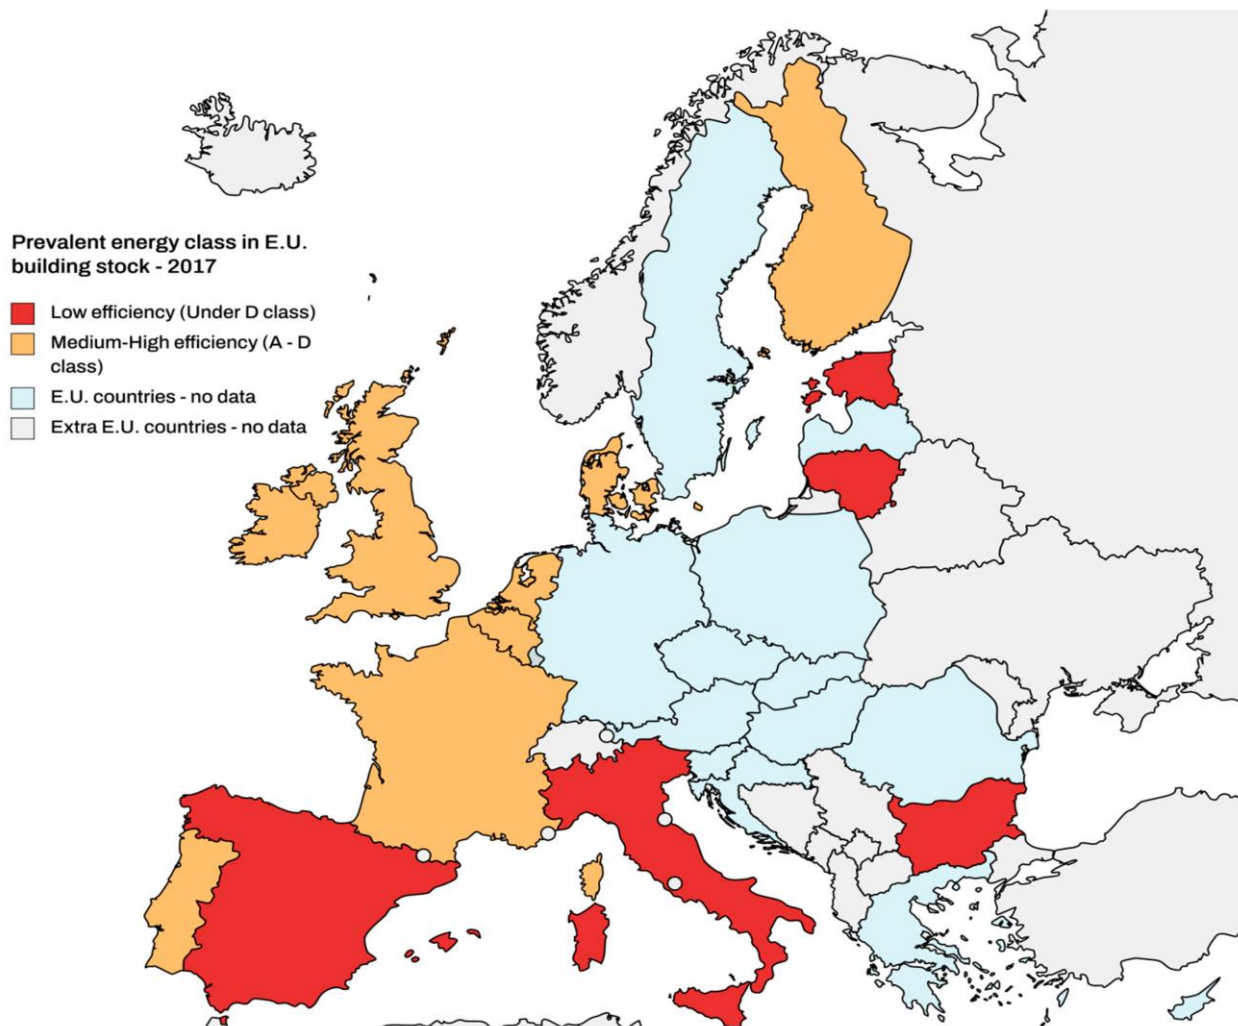 Prevalent energy class in E.U.
building stock - 2017
Low efficiency (Under D class)
Medium-High efficiency (A - D
class)
E.U. countries - no data
Extra E.U. countries - no data